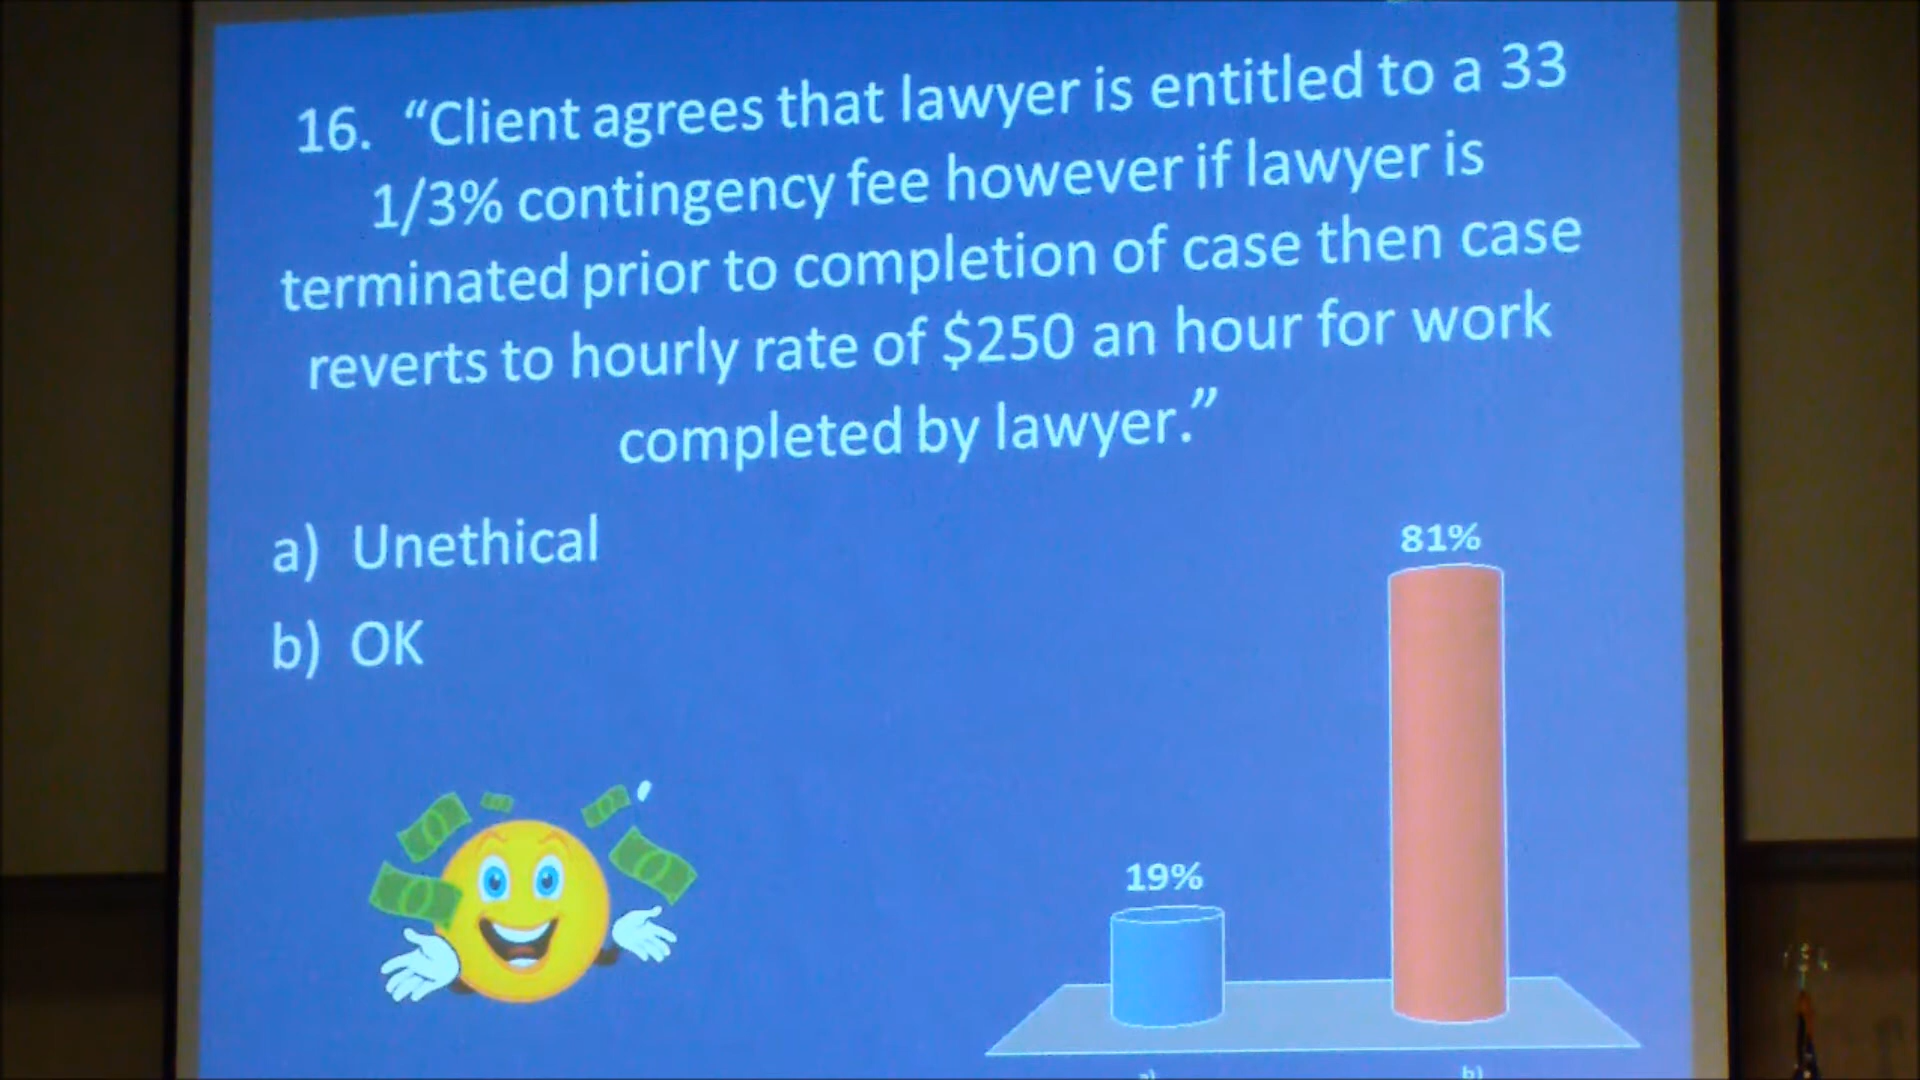 16. “Client agrees that lawyer is entitled to a 33
1/3% contingency fee however if lawyer is
terminated prior to completion of case then case
reverts to hourly rate of $250 an hour for work
completed by lawyer.”
a) Unethical
b) OK
81%
19%
a)
b)